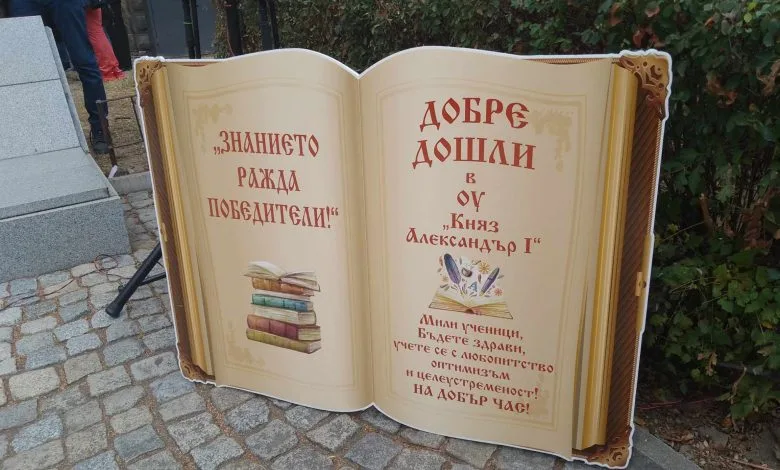 „ЗНАНИЕТО
РАЖДА
ПОБЕДИТЕЛИ!“
ДОБРЕ
ДОШЛИ
в
ОУ
„Княз
Александър I“
Мили ученици,
Бъдете здрави,
учете се с любопитство
оптимизъм
и целеустременост!
НА ДОБЪР ЧАС!